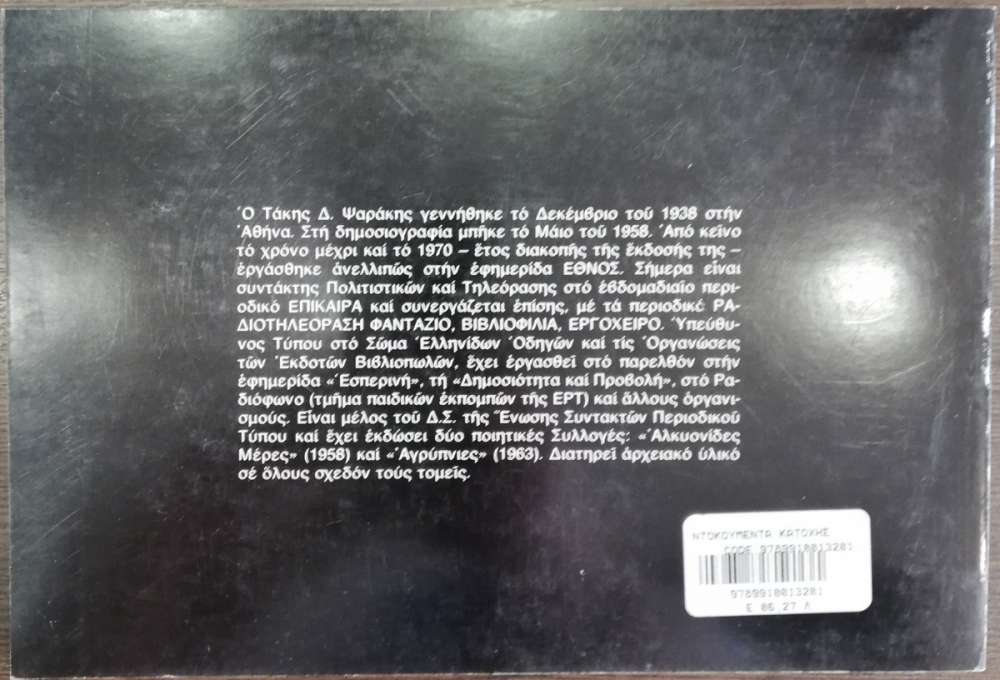 Ὁ Τάκης Δ. Ψαράκης γεννήθηκε τό Δεκέμβριο τοῦ 1938 στήν
Ἀθήνα. Στή δημοσιογραφία μπῆκε τό Μάιο τοῦ 1958. Ἀπό κεῖνο
τό χρόνο μέχρι καί τό 1970 – ἔτος διακοπῆς τῆς ἔκδοσής της –
ἐργάσθηκε ἀνελλιπῶς στήν ἐφημερίδα ΕΘΝΟΣ. Σήμερα εἶναι
συντάκτης Πολιτιστικῶν καί Τηλεόρασης στό ἑβδομαδιαῖο περι-
οδικό ΕΠΙΚΑΙΡΑ καί συνεργάζεται ἐπίσης, μέ τά περιοδικά ΡΑ-
ΔΙΟΤΗΛΕΟΡΑΣΗ ΦΑΝΤΑΖΙΟ, ΒΙΒΛΙΟΦΙΛΙΑ, ΕΡΓΟΧΕΙΡΟ. Ὑπεύθυ-
νος Τύπου στό Σῶμα Ἑλληνίδων Ὁδηγῶν καί τίς Ὀργανώσεις
τῶν Ἐκδοτῶν Βιβλιοπωλῶν, ἔχει ἐργασθεῖ στό παρελθόν στήν
ἐφημερίδα «Ἑσπερινή», τή «Δημοσιότητα καί Προβολή», στό Ρα-
διόφωνο (τμῆμα παιδικῶν ἐκπομπῶν τῆς ΕΡΤ) καί ἄλλους ὀργανι-
σμούς. Εἶναι μέλος τοῦ Δ.Σ. τῆς Ἕνωσης Συντακτῶν Περιοδικοῦ
Τύπου καί ἔχει ἐκδώσει δύο ποιητικές Συλλογές: «Ἀλκυονίδες
Μέρες» (1958) καί «Ἀγρύπνιες» (1963). Διατηρεῖ ἀρχειακό ὑλικό
σέ ὅλους σχεδόν τούς τομεῖς.
ΝΤΟΚΟΥΜΕΝΤΑ ΚΑΤΟΧΗΣ
CODE 9789910013201
9789910013201
E 06.27 A